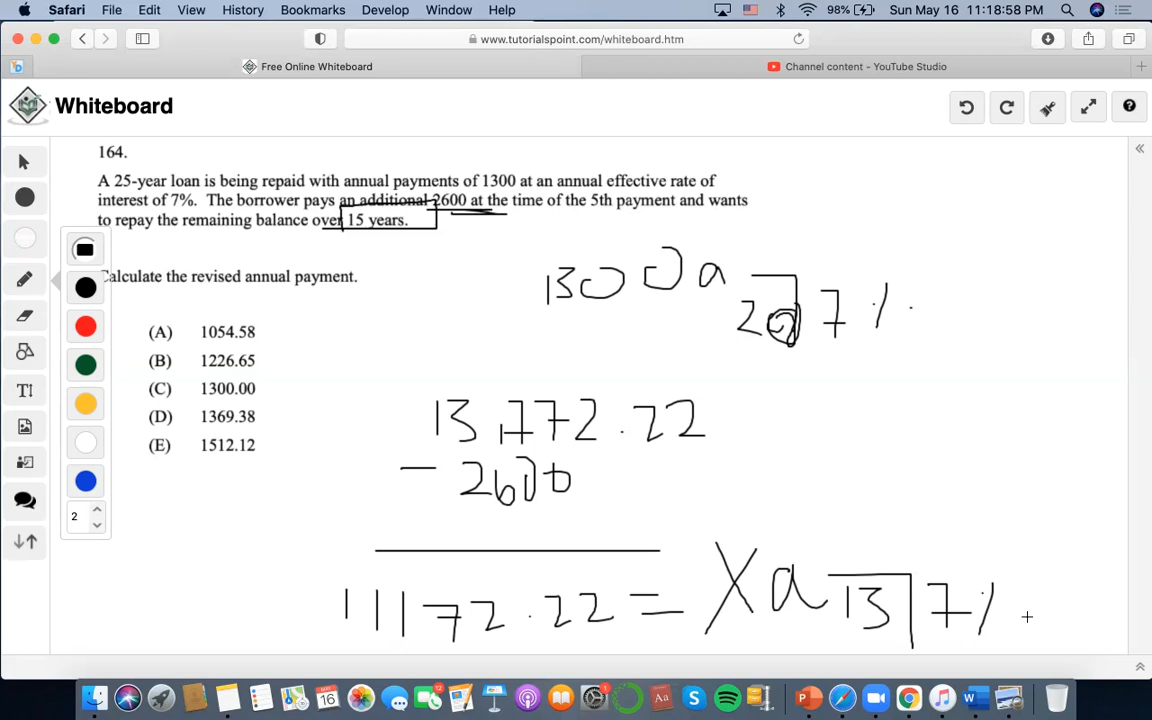 Safari File Edit View History Bookmarks Develop Window Help 98% Sun May 16 11:18:58 PM
www.tutorialspoint.com/whiteboard.htm
Free Online Whiteboard Channel content - YouTube Studio
Whiteboard
164.
A 25-year loan is being repaid with annual payments of 1300 at an annual effective rate of
interest of 7%. The borrower pays an additional 2600 at the time of the 5th payment and wants
to repay the remaining balance over 15 years.
Calculate the revised annual payment.
(A) 1054.58
(B) 1226.65
(C) 1300.00
(D) 1369.38
(E) 1512.12
1300 a 20 7%.
13,772.22
- 2600
11172.22 = X a 15 7%
2
12